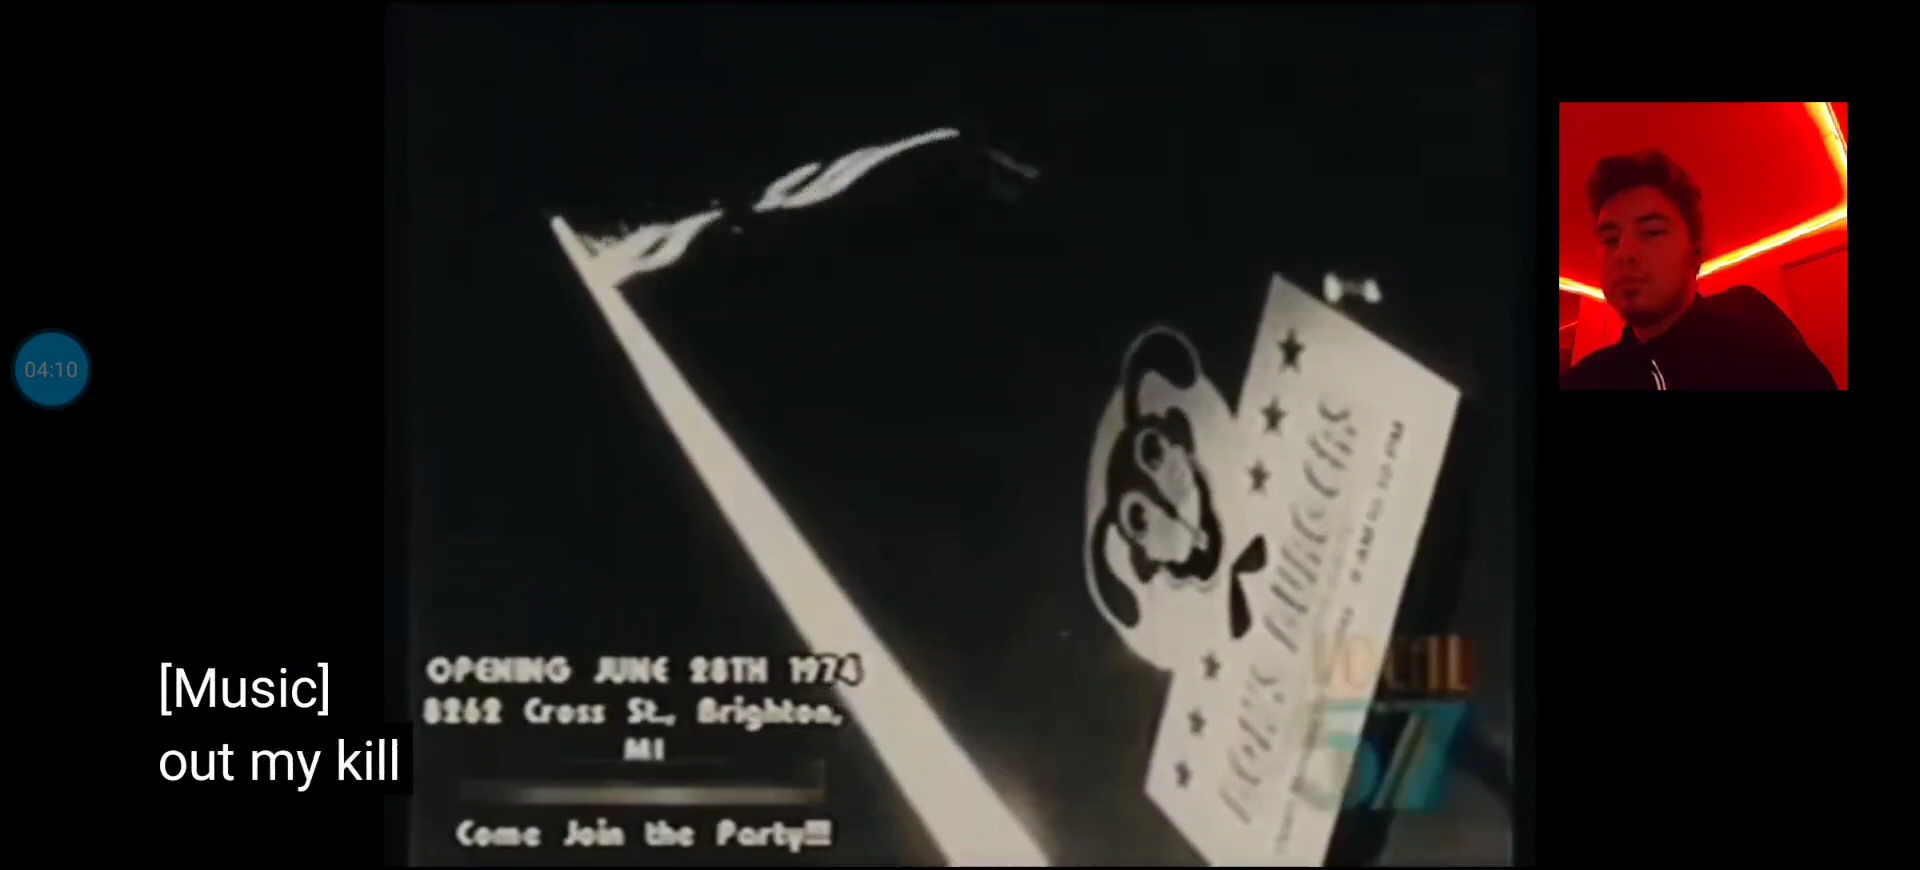 04:10
OPENING JUNE 28TH 1974
8262 Cross St., Brighton,
MI
Come Join the Party!!!
[Music]
out my kill
57